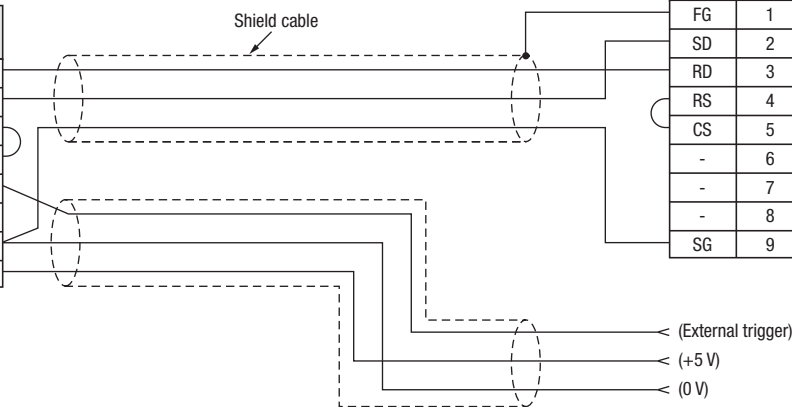 Shield cable
FG 1
SD 2
RD 3
RS 4
CS 5
- 6
- 7
- 8
SG 9
(External trigger)
(+5 V)
(0 V)